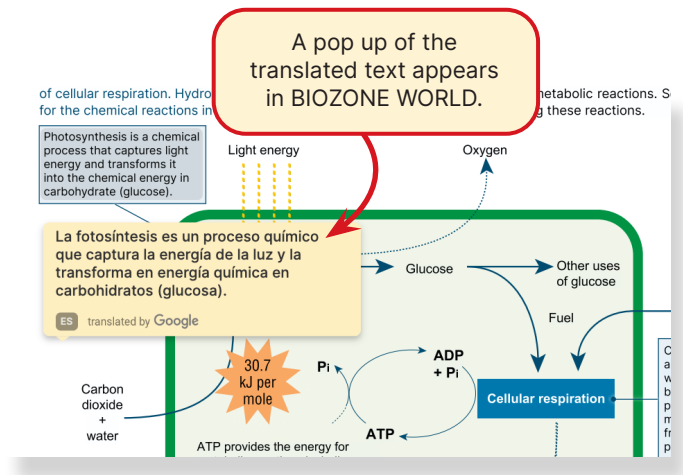 A pop up of the
translated text appears
in BIOZONE WORLD.
of cellular respiration.
metabolic reactions.
for the chemical reactions in
these reactions.
Photosynthesis is a chemical
process that captures light
energy and transforms it
into the chemical energy in
carbohydrate (glucose).
Light energy
Oxygen
La fotosíntesis es un proceso químico
que captura la energía de la luz y la
transforma en energía química en
carbohidratos (glucosa).
ES translated by Google
Glucose
Other uses
of glucose
Fuel
30.7
kJ per
mole
Pi
ADP
+ Pi
ATP
Carbon
dioxide
+
water
Cellular respiration
ATP provides the energy for